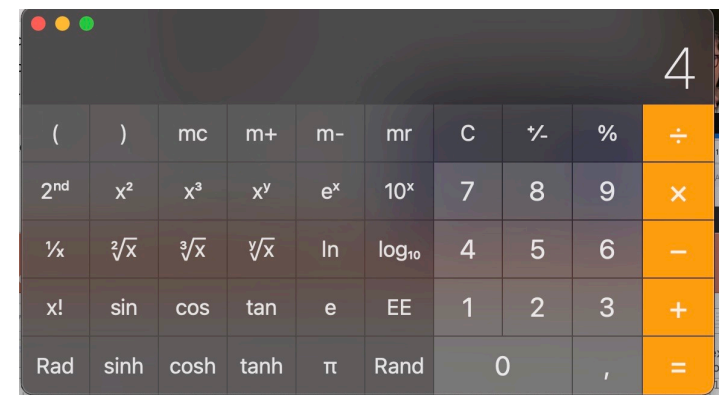 4
( ) mc m+ m- mr C ⁺⁄₋ % ÷
2ⁿᵈ x² x³ xʸ eˣ 10ˣ 7 8 9 ×
¹⁄ₓ ²√x ³√x ʸ√x ln log₁₀ 4 5 6 −
x! sin cos tan e EE 1 2 3 +
Rad sinh cosh tanh π Rand 0 , =